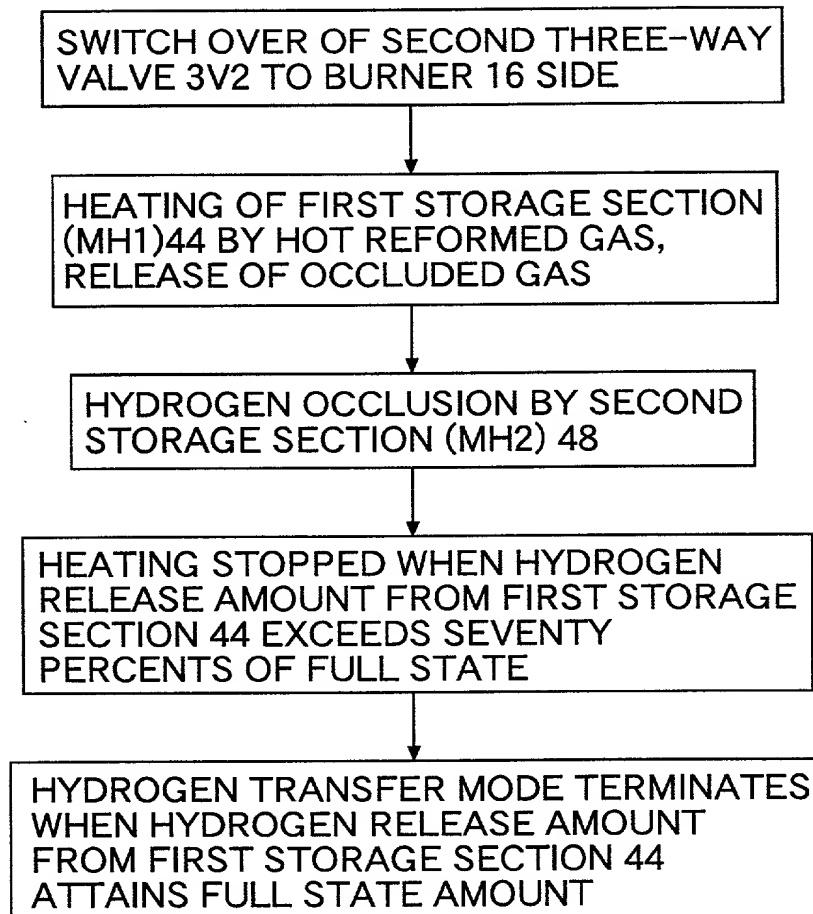 SWITCH OVER OF SECOND THREE-WAY
VALVE 3V2 TO BURNER 16 SIDE
HEATING OF FIRST STORAGE SECTION
(MH1)44 BY HOT REFORMED GAS,
RELEASE OF OCCLUDED GAS
HYDROGEN OCCLUSION BY SECOND
STORAGE SECTION (MH2) 48
HEATING STOPPED WHEN HYDROGEN
RELEASE AMOUNT FROM FIRST STORAGE
SECTION 44 EXCEEDS SEVENTY
PERCENTS OF FULL STATE
HYDROGEN TRANSFER MODE TERMINATES
WHEN HYDROGEN RELEASE AMOUNT
FROM FIRST STORAGE SECTION 44
ATTAINS FULL STATE AMOUNT